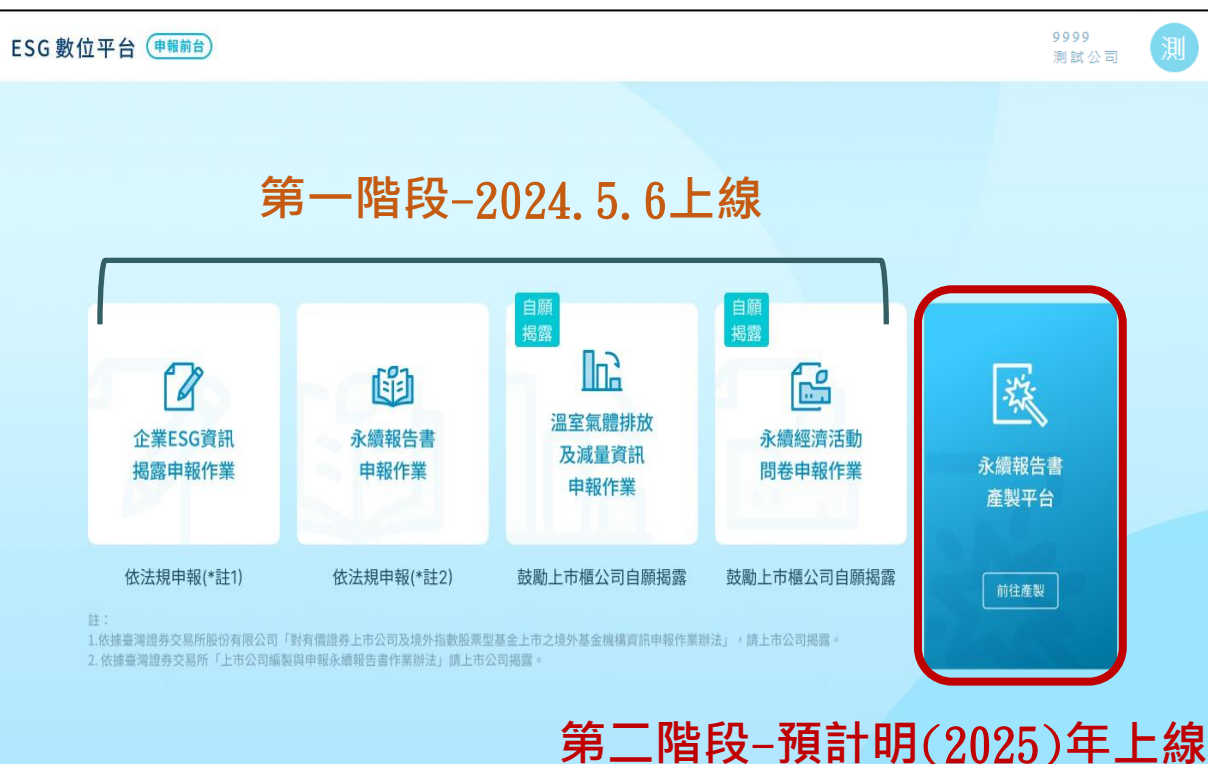 ESG 數位平台 申報前台
9999
測試公司
測
第一階段-2024.5.6上線
自願
揭露
自願
揭露
企業ESG資訊
揭露申報作業
永續報告書
申報作業
溫室氣體排放
及減量資訊
申報作業
永續經濟活動
問卷申報作業
永續報告書
產製平台
前往產製
依法規申報(*註1)
依法規申報(*註2)
鼓勵上市櫃公司自願揭露
鼓勵上市櫃公司自願揭露
註：
1.依據臺灣證券交易所股份有限公司「對有價證券上市公司及境外指數股票型基金上市之境外基金機構資訊申報作業辦法」，請上市公司揭露。
2.依據臺灣證券交易所「上市公司編製與申報永續報告書作業辦法」請上市公司揭露。
第二階段-預計明(2025)年上線